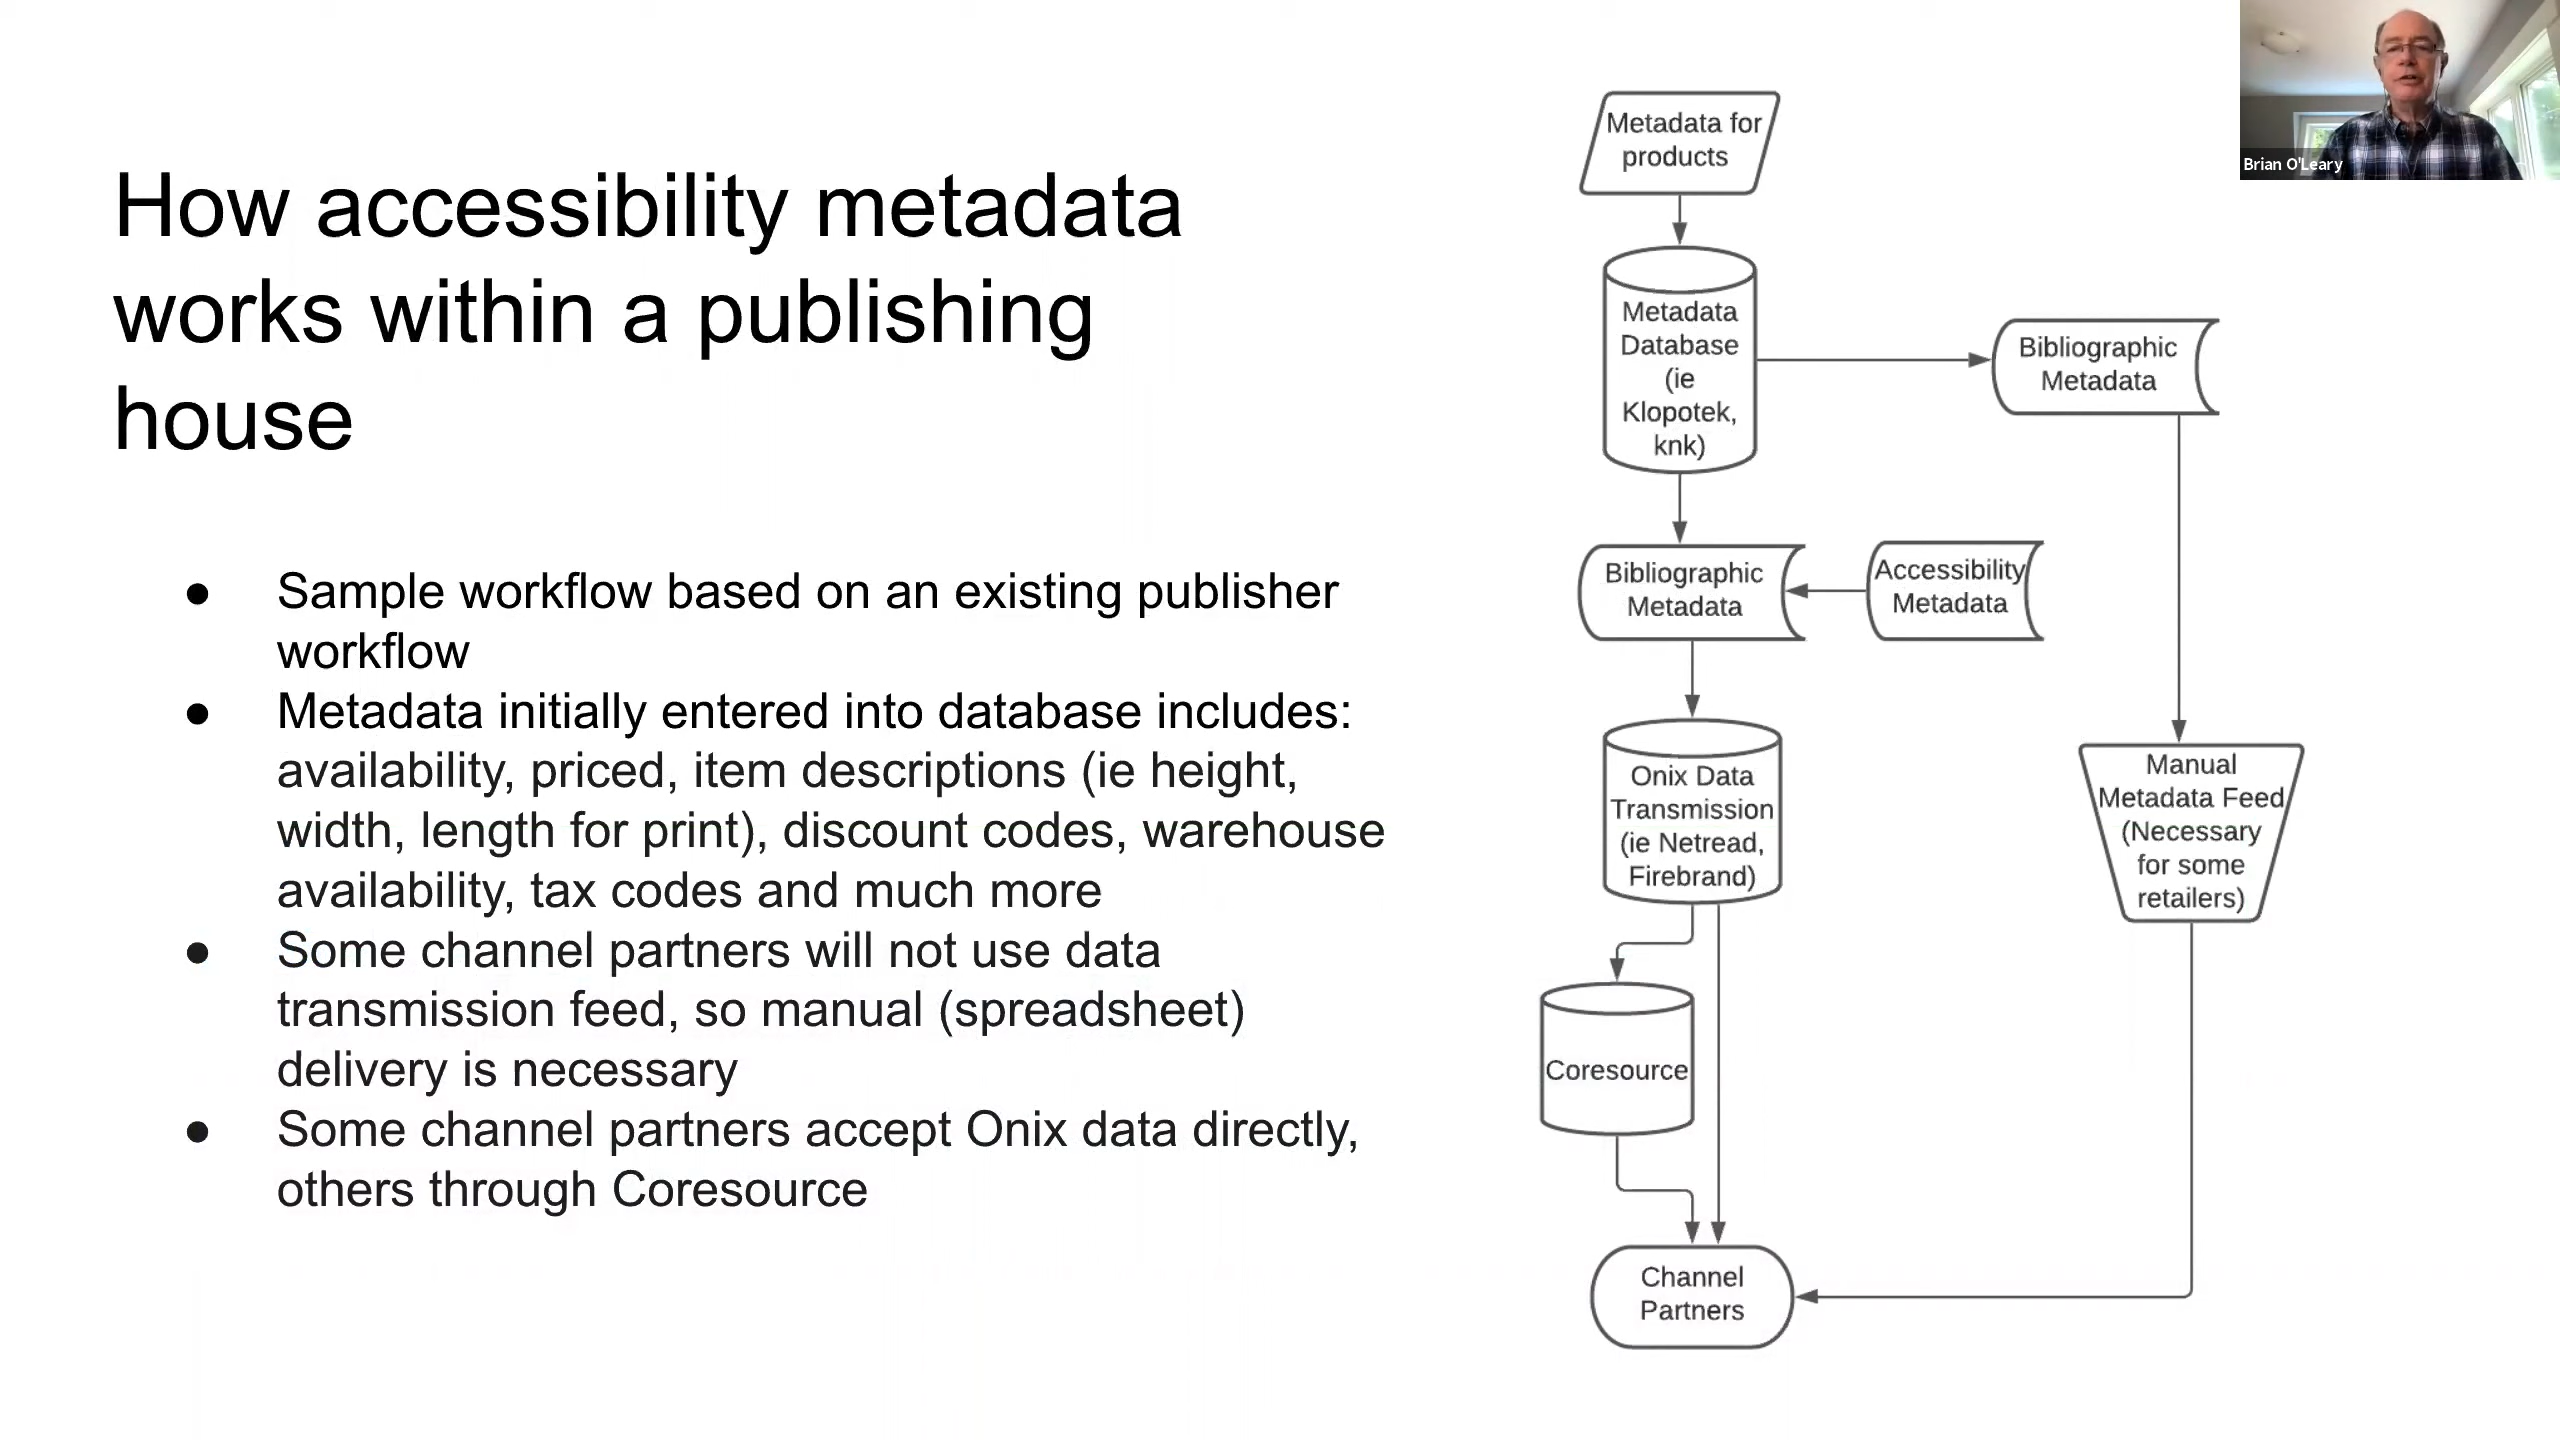 How accessibility metadata
works within a publishing
house
● Sample workflow based on an existing publisher
workflow
● Metadata initially entered into database includes:
availability, priced, item descriptions (ie height,
width, length for print), discount codes, warehouse
availability, tax codes and much more
● Some channel partners will not use data
transmission feed, so manual (spreadsheet)
delivery is necessary
● Some channel partners accept Onix data directly,
others through Coresource
Metadata for
products
Metadata
Database
(ie
Klopotek,
knk)
Bibliographic
Metadata
Bibliographic
Metadata
Accessibility
Metadata
Onix Data
Transmission
(ie Netread,
Firebrand)
Manual
Metadata Feed
(Necessary
for some
retailers)
Coresource
Channel
Partners
Brian O'Leary